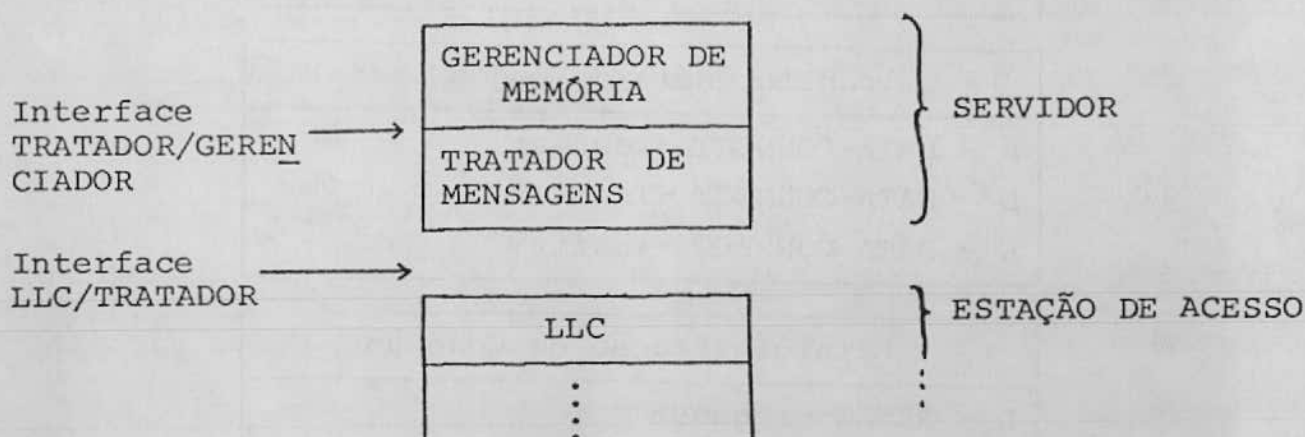 GERENCIADOR DE
MEMÓRIA
Interface
TRATADOR/GEREN
CIADOR
SERVIDOR
TRATADOR DE
MENSAGENS
Interface
LLC/TRATADOR
LLC
ESTAÇÃO DE ACESSO